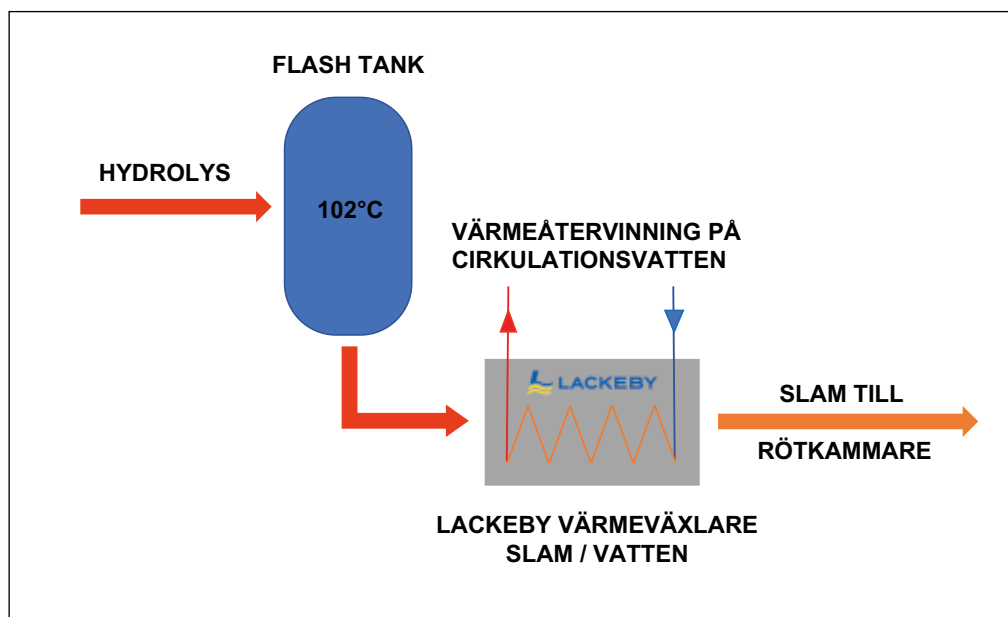 FLASH TANK
HYDROLYS
102°C
VÄRMEÅTERVINNING PÅ
CIRKULATIONSVATTEN
LACKEBY
SLAM TILL
RÖTKAMMARE
LACKEBY VÄRMEVÄXLARE
SLAM / VATTEN